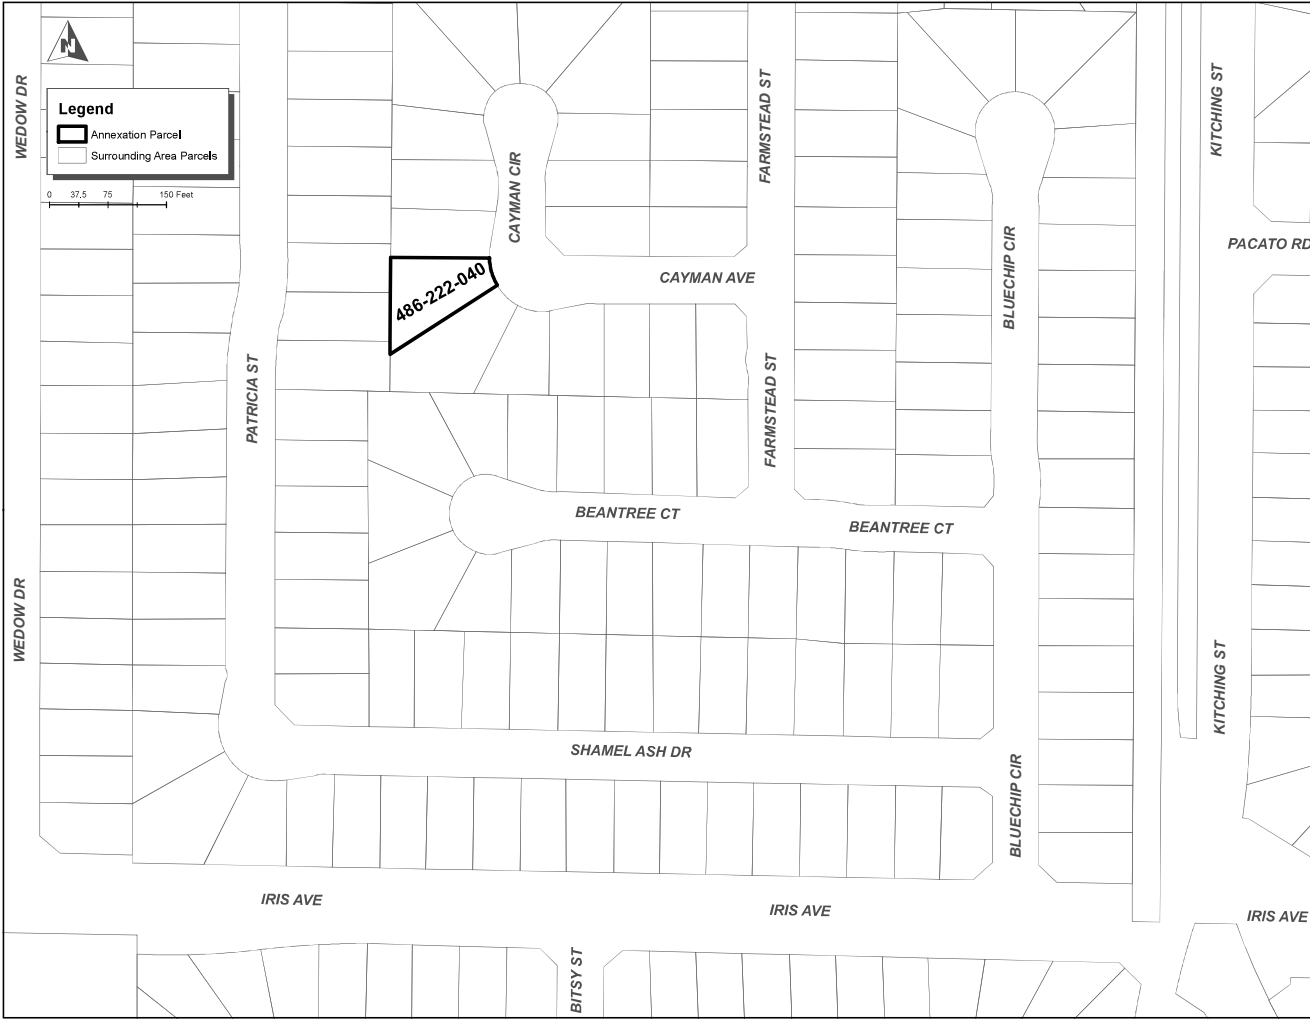 N
Legend
Annexation Parcel
Surrounding Area Parcels
0 37.5 75 150 Feet
WEDOW DR
WEDOW DR
PATRICIA ST
CAYMAN CIR
486-222-040
CAYMAN AVE
FARMSTEAD ST
FARMSTEAD ST
BLUECHIP CIR
BLUECHIP CIR
KITCHING ST
KITCHING ST
PACATO RD
BEANTREE CT
BEANTREE CT
SHAMEL ASH DR
IRIS AVE
IRIS AVE
IRIS AVE
BITSY ST